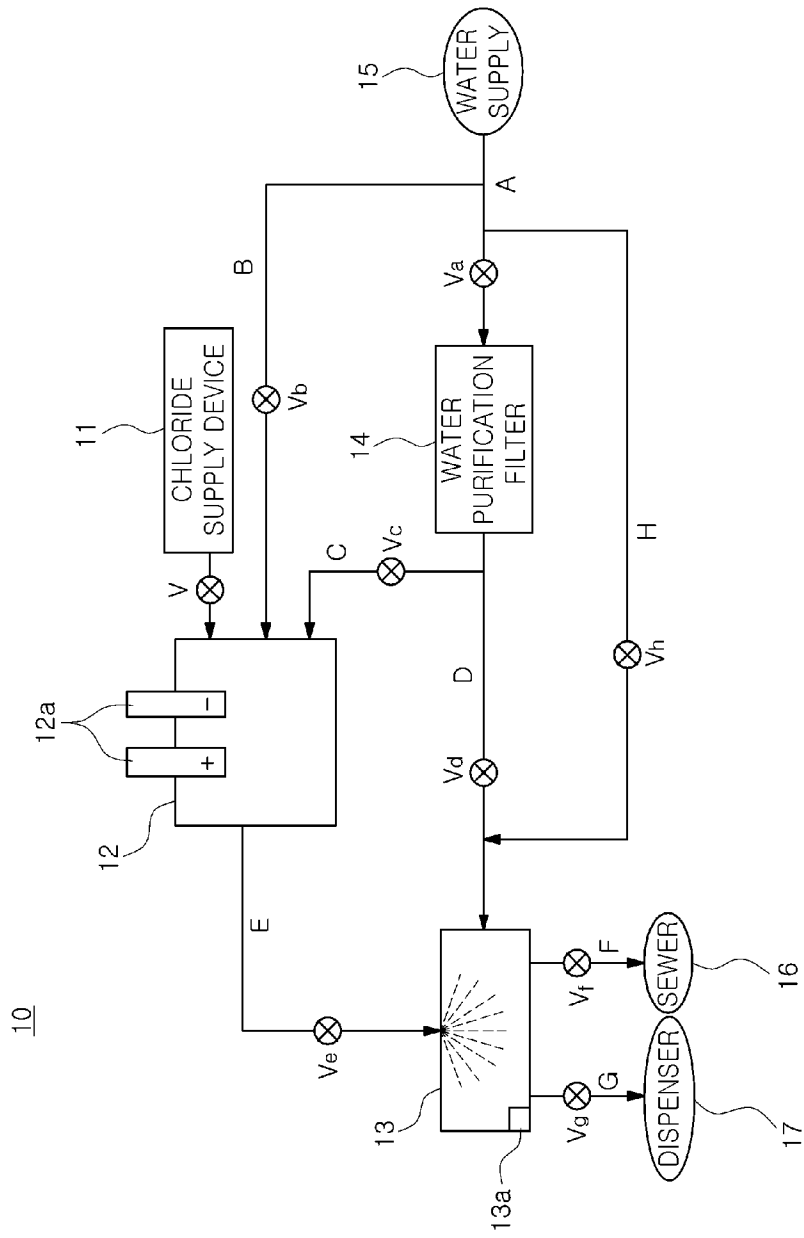 10
15
WATER
SUPPLY
A
B
11
CHLORIDE
SUPPLY DEVICE
V
Vb
Va
14
WATER
PURIFICATION
FILTER
C
Vc
H
Vh
D
Vd
12a
+
-
12
E
Ve
13
13a
Vf
F
SEWER
16
Vg
G
DISPENSER
17